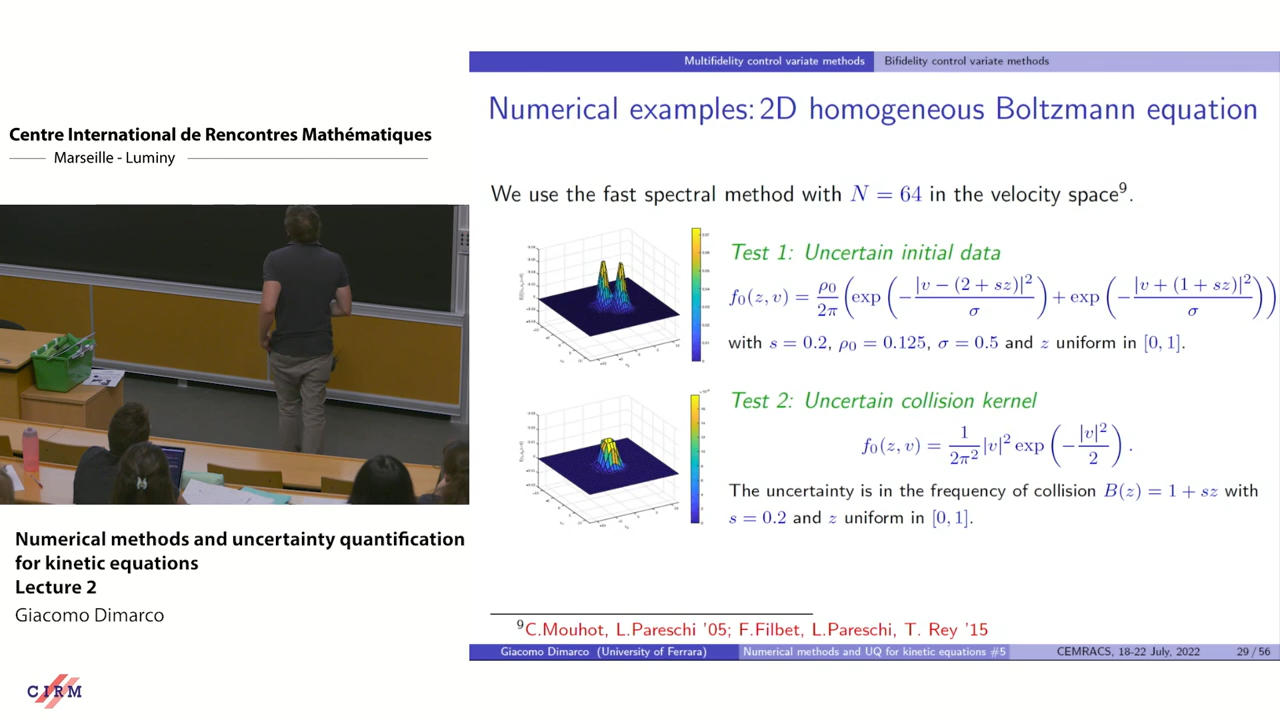 Centre International de Rencontres Mathématiques
Marseille - Luminy
Numerical methods and uncertainty quantification
for kinetic equations
Lecture 2
Giacomo Dimarco
CIRM
Multifidelity control variate methods Bifidelity control variate methods
Numerical examples: 2D homogeneous Boltzmann equation
We use the fast spectral method with N = 64 in the velocity space⁹.
Test 1: Uncertain initial data
f₀(z, v) = ρ₀/2π (exp (−|v − (2 + sz)|²/σ) + exp (−|v + (1 + sz)|²/σ))
with s = 0.2, ρ₀ = 0.125, σ = 0.5 and z uniform in [0, 1].
Test 2: Uncertain collision kernel
f₀(z, v) = 1/2π² |v|² exp (−|v|²/2).
The uncertainty is in the frequency of collision B(z) = 1 + sz with
s = 0.2 and z uniform in [0, 1].
⁹C.Mouhot, L.Pareschi '05; F.Filbet, L.Pareschi, T. Rey '15
Giacomo Dimarco (University of Ferrara) Numerical methods and UQ for kinetic equations #5 CEMRACS, 18-22 July, 2022 29 / 56